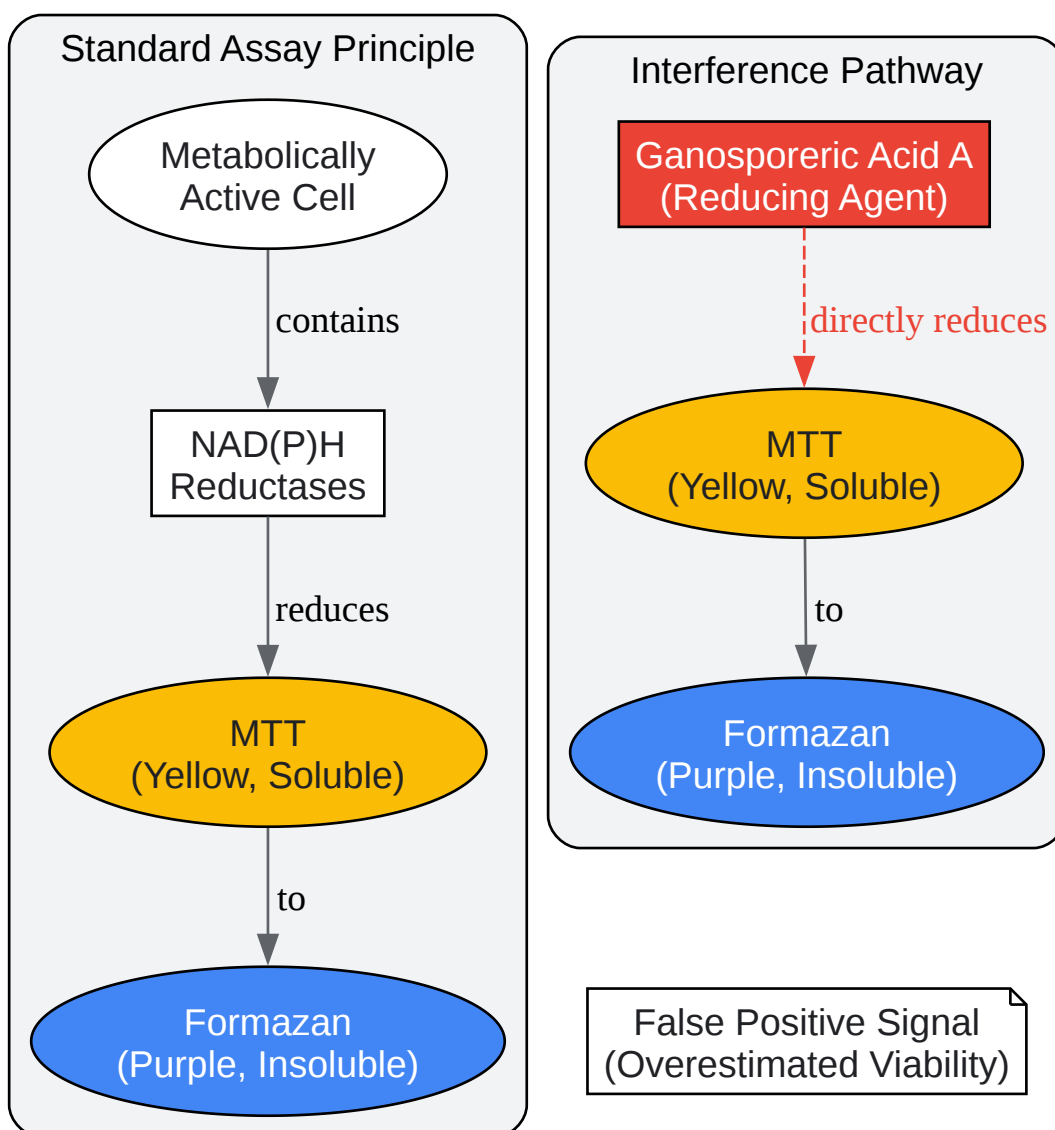 Standard Assay Principle
Metabolically
Active Cell
contains
NAD(P)H
Reductases
reduces
MTT
(Yellow, Soluble)
to
Formazan
(Purple, Insoluble)
Interference Pathway
Ganosporeric Acid A
(Reducing Agent)
directly reduces
MTT
(Yellow, Soluble)
to
Formazan
(Purple, Insoluble)
False Positive Signal
(Overestimated Viability)